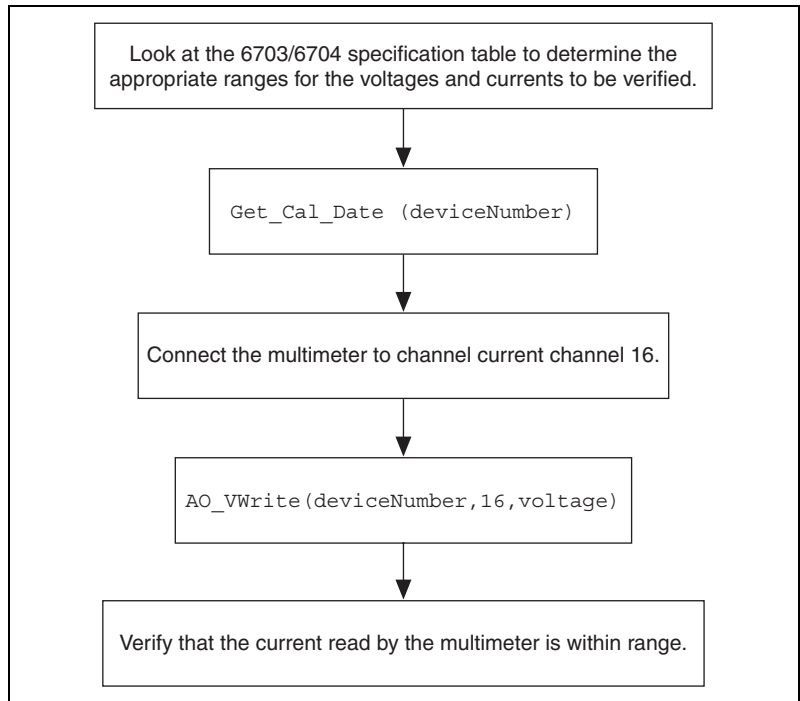 Look at the 6703/6704 specification table to determine the
appropriate ranges for the voltages and currents to be verified.
Get_Cal_Date (deviceNumber)
Connect the multimeter to channel current channel 16.
AO_VWrite(deviceNumber,16,voltage)
Verify that the current read by the multimeter is within range.